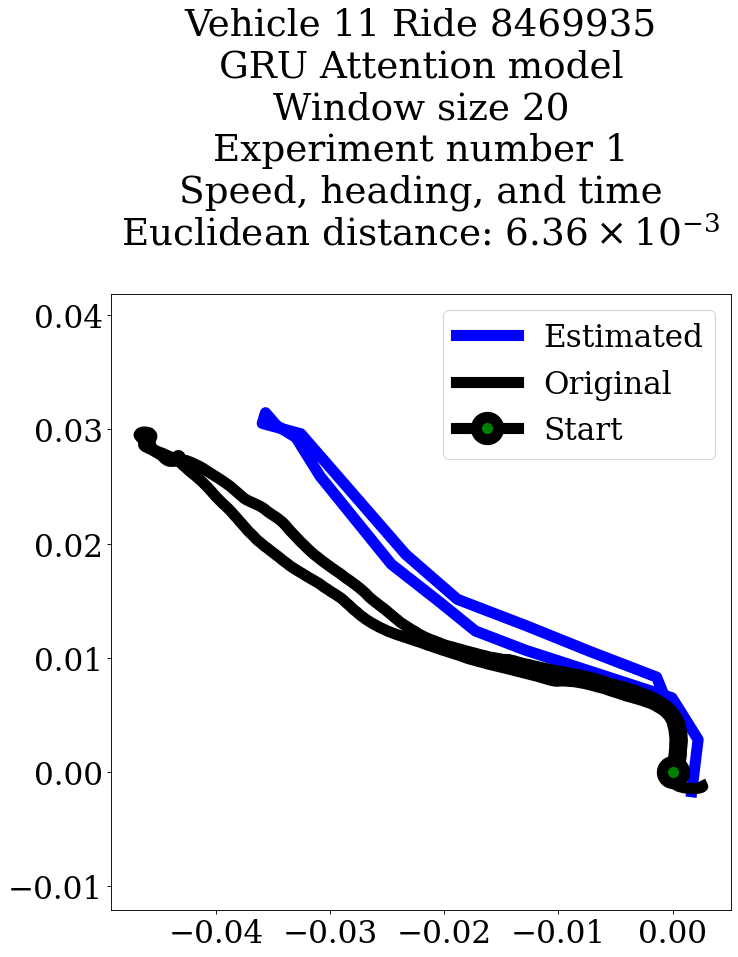 Vehicle 11 Ride 8469935
GRU Attention model
Window size 20
Experiment number 1
Speed, heading, and time
Euclidean distance: 6.36 × 10⁻³
0.04
0.03
0.02
0.01
0.00
−0.01
Estimated
Original
Start
−0.04
−0.03
−0.02
−0.01
0.00